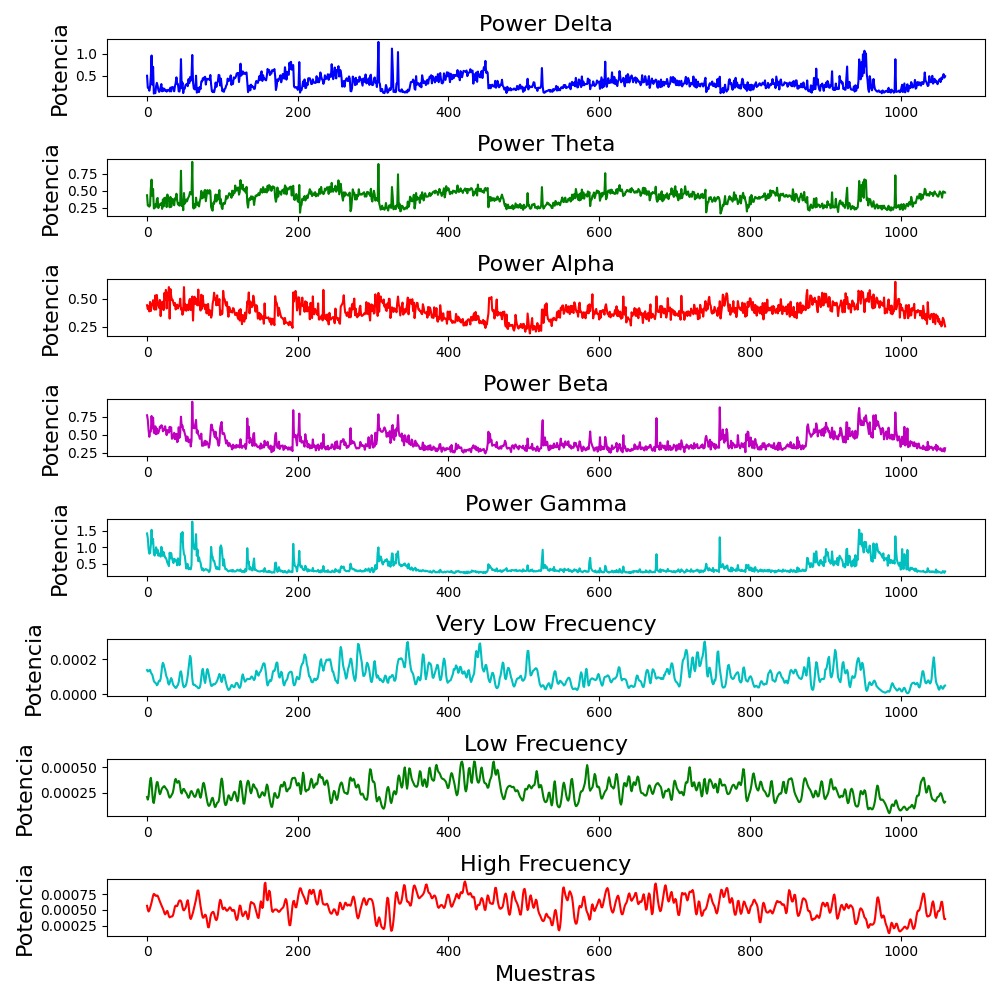 Power Delta
Potencia
1.0
0.5
0 200 400 600 800 1000
Power Theta
Potencia
0.75
0.50
0.25
0 200 400 600 800 1000
Power Alpha
Potencia
0.50
0.25
0 200 400 600 800 1000
Power Beta
Potencia
0.75
0.50
0.25
0 200 400 600 800 1000
Power Gamma
Potencia
1.5
1.0
0.5
0 200 400 600 800 1000
Very Low Frecuency
Potencia
0.0002
0.0000
0 200 400 600 800 1000
Low Frecuency
Potencia
0.00050
0.00025
0 200 400 600 800 1000
High Frecuency
Potencia
0.00075
0.00050
0.00025
0 200 400 600 800 1000
Muestras